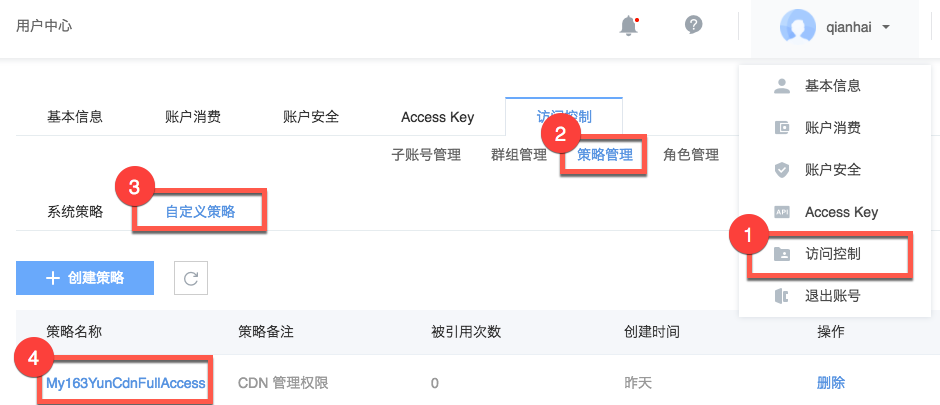 用户中心
qianhai
基本信息
账户消费
账户安全
Access Key
访问控制
退出账号
1
基本信息 账户消费 账户安全 Access Key 访问控制
2
子账号管理 群组管理 策略管理 角色管理
3
系统策略 自定义策略
创建策略
策略名称 策略备注 被引用次数 创建时间 操作
4
My163YunCdnFullAccess CDN 管理权限 0 昨天 删除